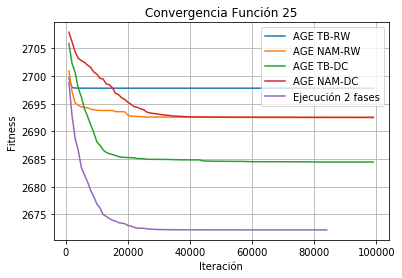 Convergencia Función 25
AGE TB-RW
AGE NAM-RW
AGE TB-DC
AGE NAM-DC
Ejecución 2 fases
Fitness
2705
2700
2695
2690
2685
2680
2675
0 20000 40000 60000 80000 100000
Iteración